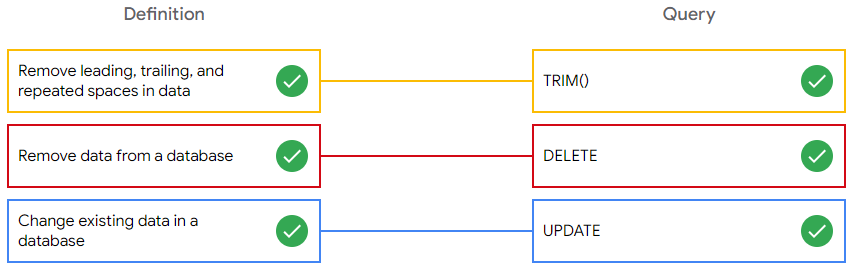 Definition
Query
Remove leading, trailing, and
repeated spaces in data
TRIM()
Remove data from a database
DELETE
Change existing data in a
database
UPDATE